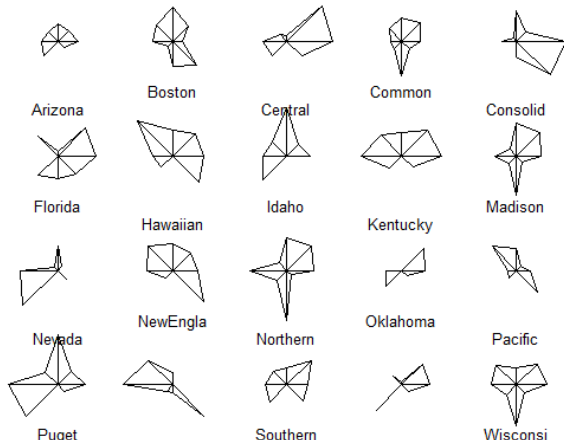 Arizona
Boston
Central
Common
Consolid
Florida
Hawaiian
Idaho
Kentucky
Madison
Nevada
NewEngla
Northern
Oklahoma
Pacific
Puget
Southern
Wisconsi